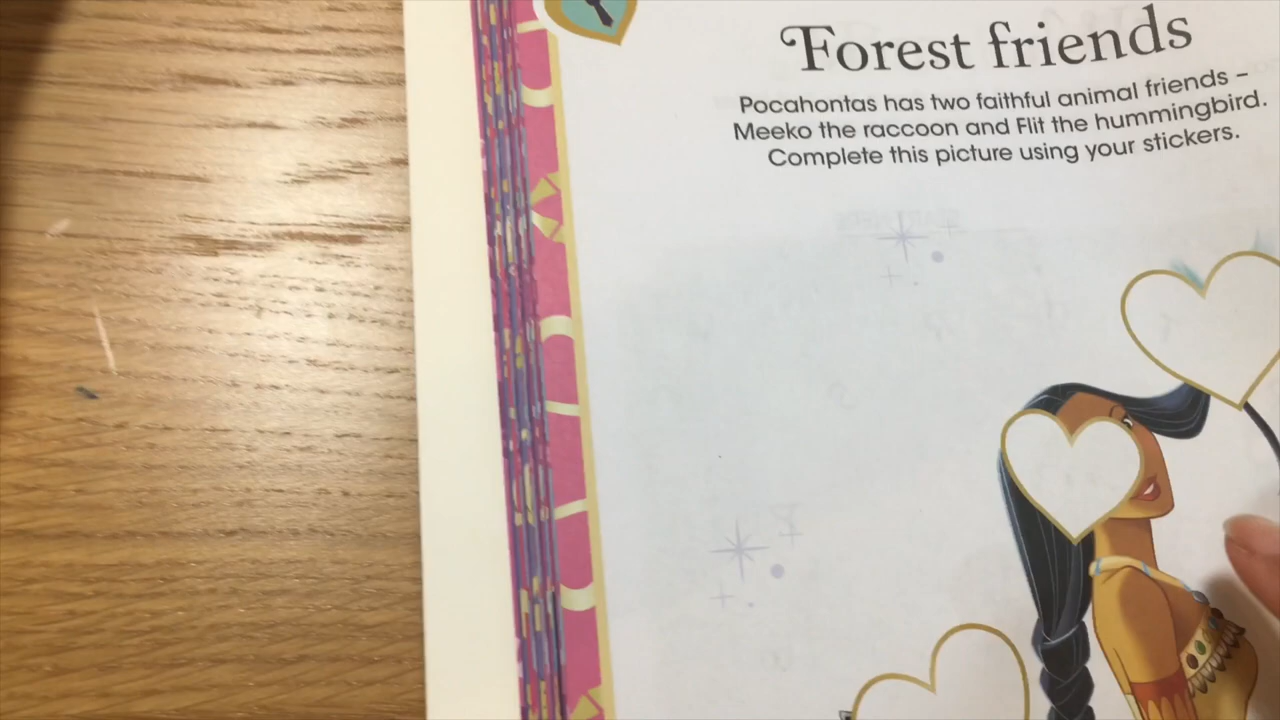 Forest friends
Pocahontas has two faithful animal friends –
Meeko the raccoon and Flit the hummingbird.
Complete this picture using your stickers.